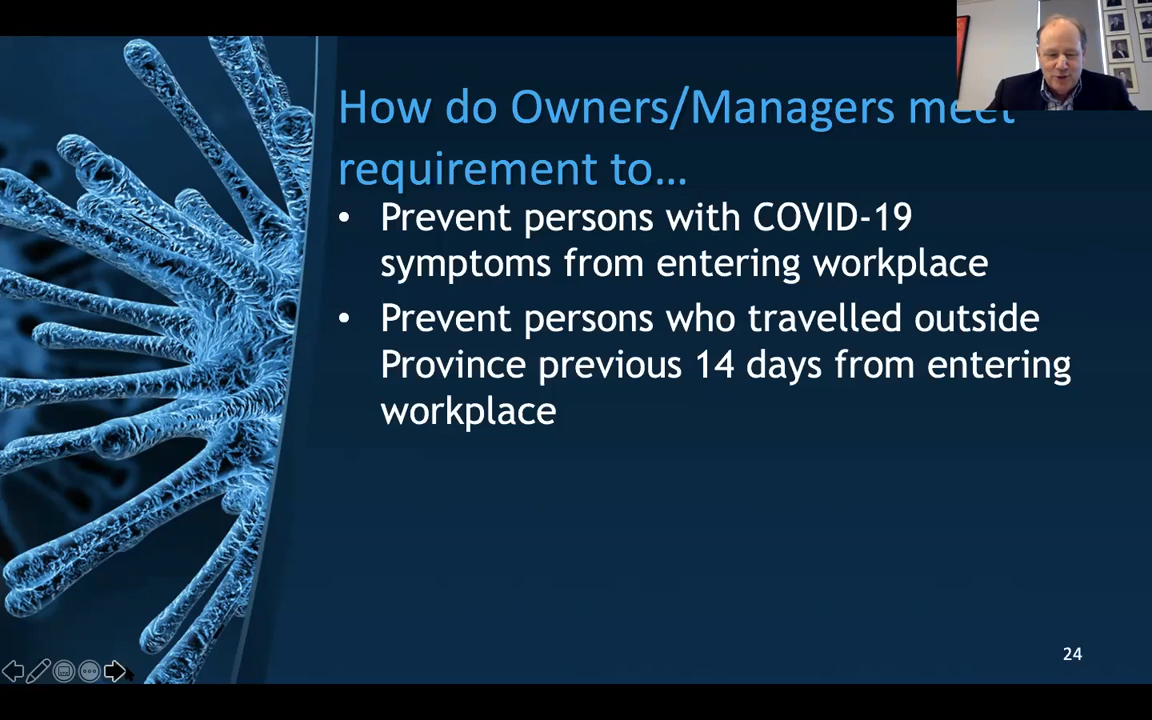 How do Owners/Managers meet
requirement to...
• Prevent persons with COVID-19
symptoms from entering workplace
• Prevent persons who travelled outside
Province previous 14 days from entering
workplace
24